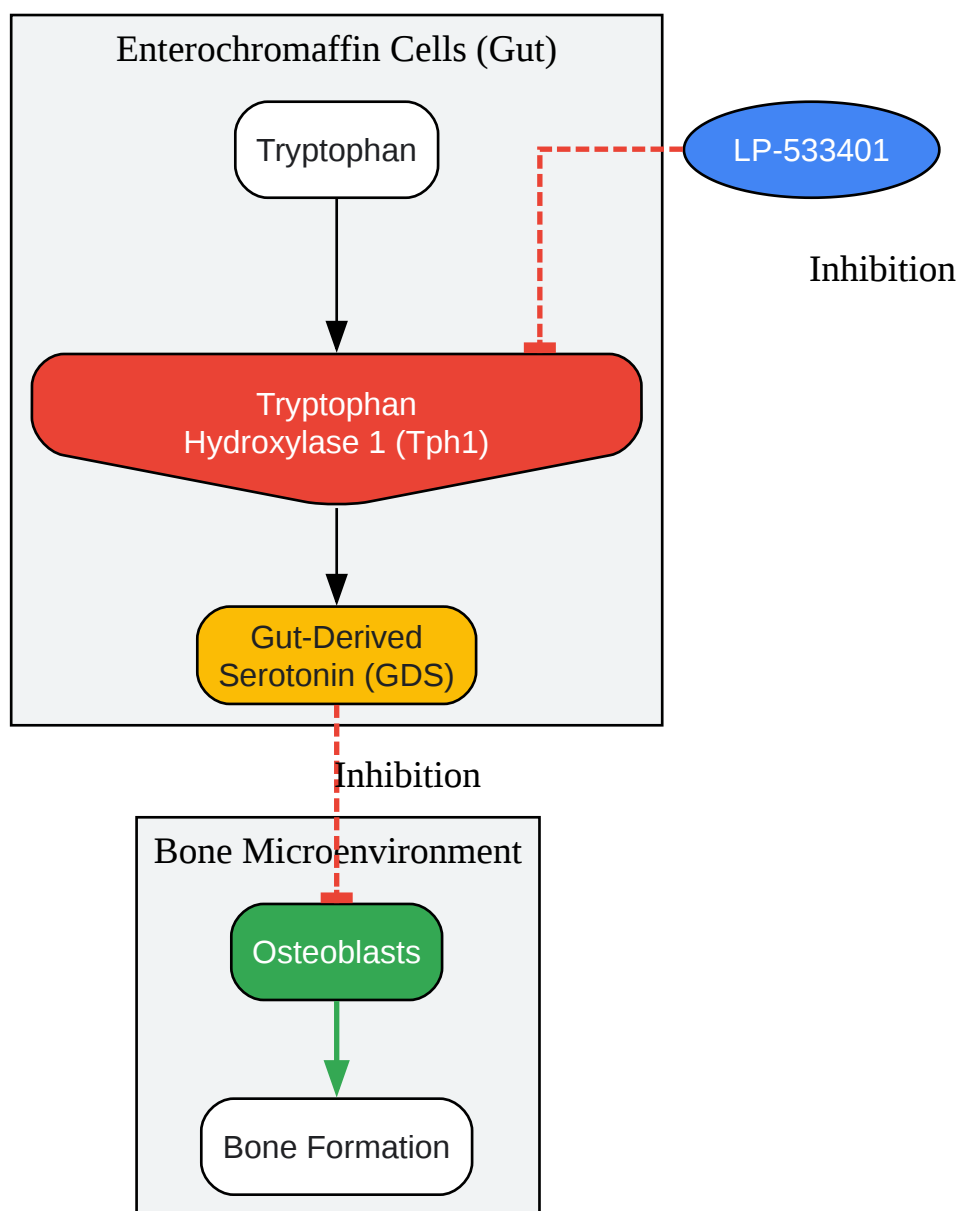 Enterochromaffin Cells (Gut)
Tryptophan
LP-533401
Inhibition
Tryptophan
Hydroxylase 1 (Tph1)
Gut-Derived
Serotonin (GDS)
Inhibition
Bone Microenvironment
Osteoblasts
Bone Formation